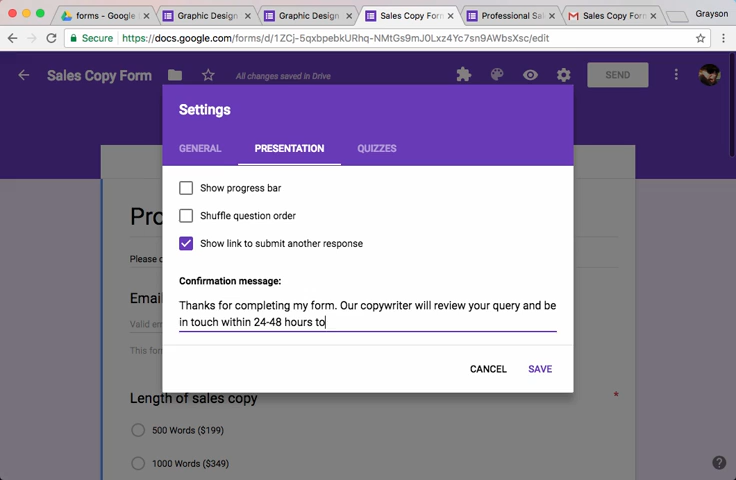 forms - Google
Graphic Design
Graphic Design
Sales Copy Form
Professional Sal
Sales Copy Form
Grayson
Secure
https://docs.google.com/forms/d/1ZCj-5qxbpebkURhq-NMtGs9mJ0Lxz4Yc7sn9AWbsXsc/edit
Sales Copy Form
All changes saved in Drive
SEND
Settings
GENERAL
PRESENTATION
QUIZZES
Show progress bar
Shuffle question order
Show link to submit another response
Confirmation message:
Thanks for completing my form. Our copywriter will review your query and be
in touch within 24-48 hours to
CANCEL
SAVE
Pro
Please c
Email
Valid em
This for
Length of sales copy
*
500 Words ($199)
1000 Words ($349)